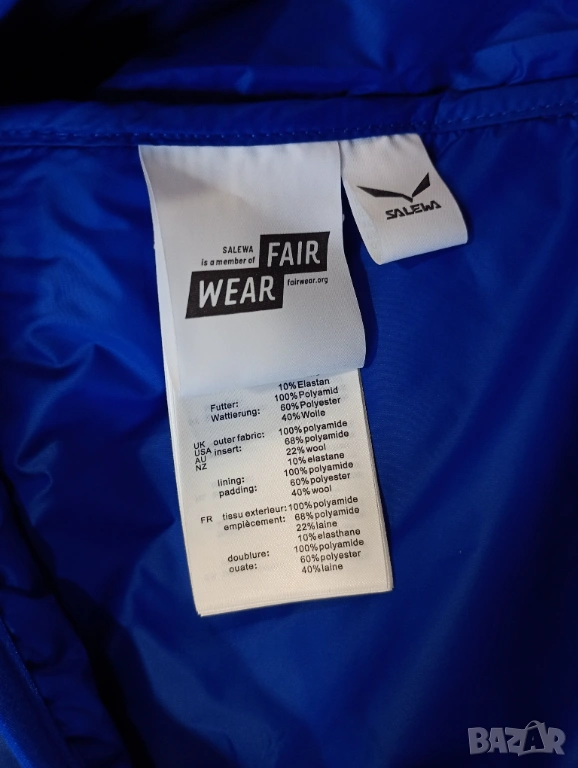 SALEWA
is a member of
FAIR
WEAR
fairwear.org
SALEWA
10% Elastan
Futter: 100% Polyamid
Wattierung: 60% Polyester
40% Wolle
UK USA AU NZ
outer fabric: 100% polyamide
insert: 68% polyamide
22% wool
10% elastane
lining: 100% polyamide
padding: 60% polyester
40% wool
FR tissu exterieur: 100% polyamide
emplècement: 68% polyamide
22% laine
10% elasthane
doublure: 100% polyamide
ouate: 60% polyester
40% laine
BAZAR